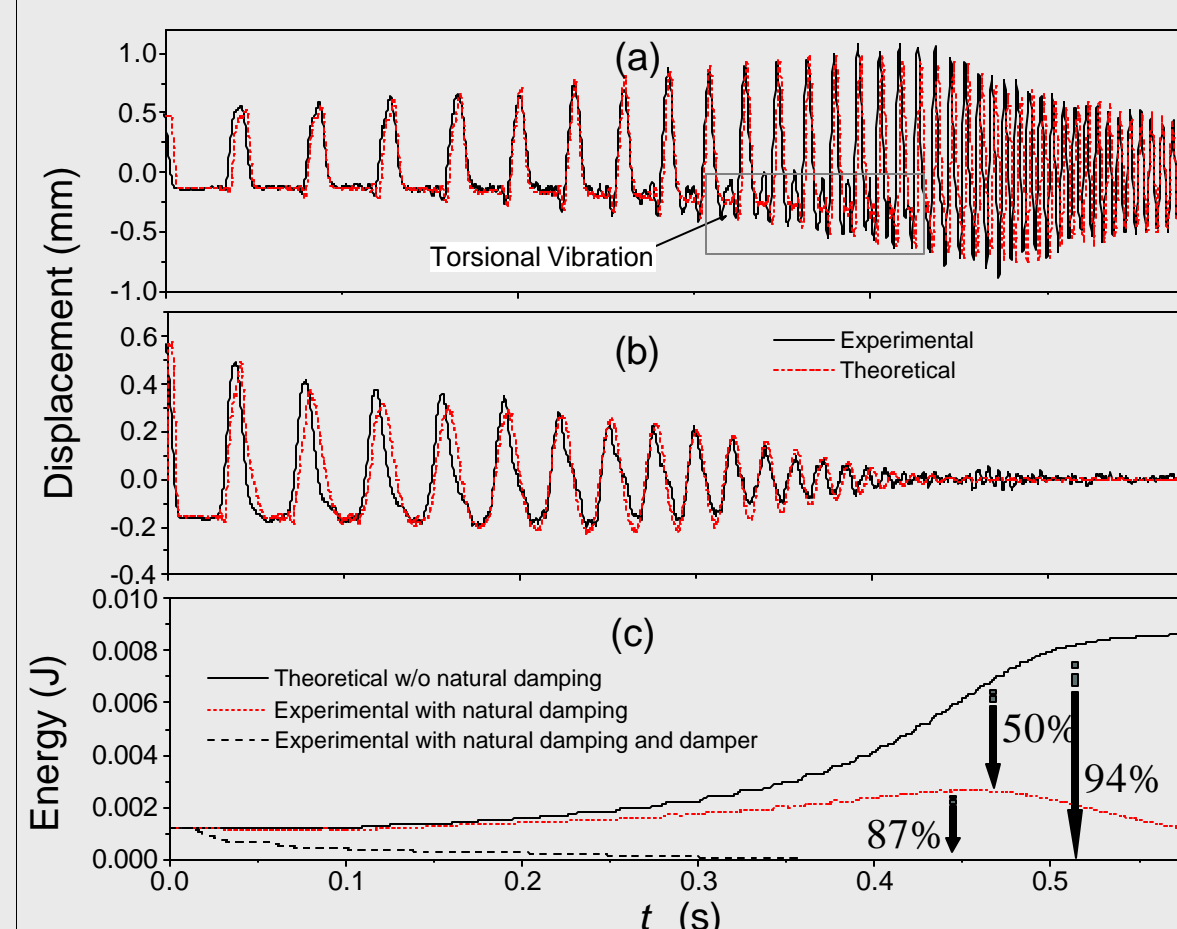 (a)
1.0
0.5
0.0
-0.5
-1.0
Torsional Vibration
Displacement (mm)
(b)
Experimental
Theoretical
0.6
0.4
0.2
0.0
-0.2
-0.4
(c)
0.010
0.008
0.006
0.004
0.002
0.000
Energy (J)
Theoretical w/o natural damping
Experimental with natural damping
Experimental with natural damping and damper
50%
94%
87%
0.0 0.1 0.2 0.3 0.4 0.5
t (s)